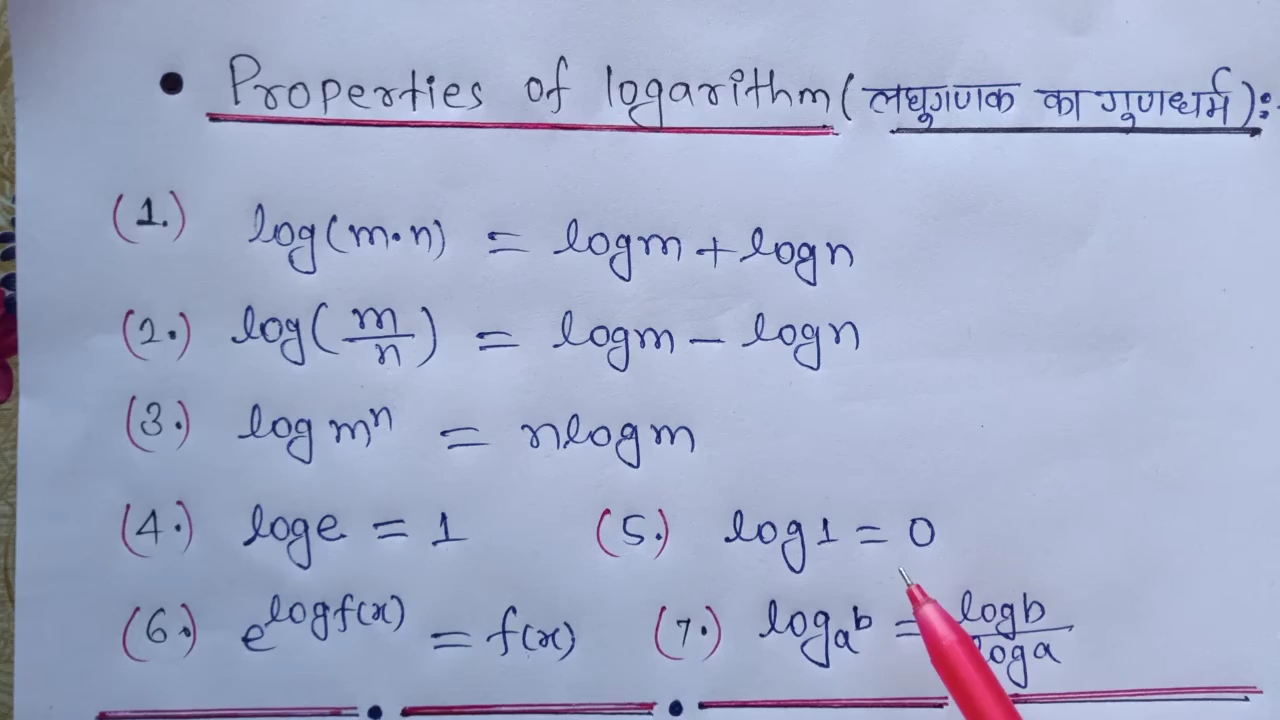 • Properties of logarithm (लघुगणक का गुणधर्म):-
(1.) log(m·n) = logm + logn
(2.) log(m/n) = logm - logn
(3.) log mⁿ = nlogm
(4.) loge = 1 (5.) log1 = 0
(6.) e^logf(x) = f(x) (7.) logₐb = logb/loga